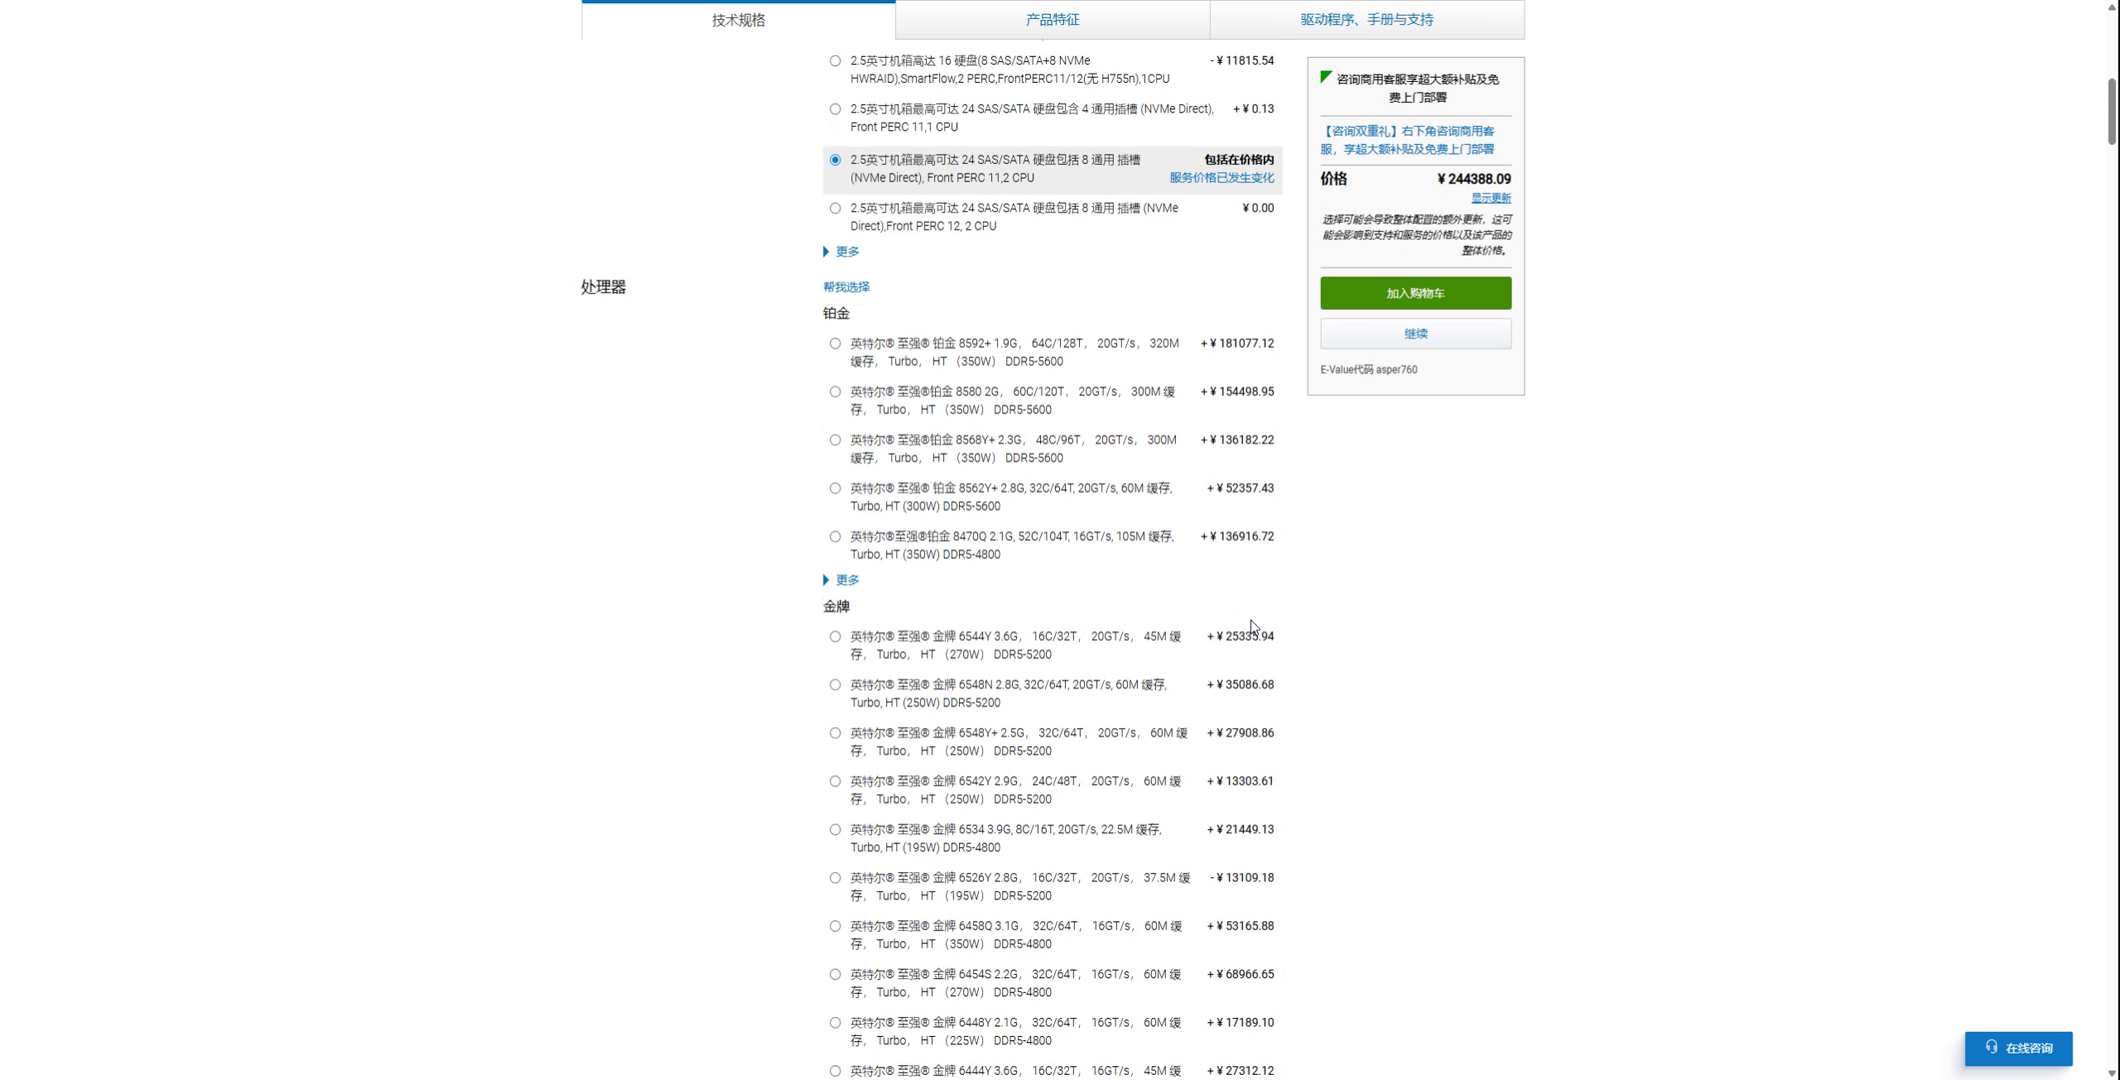 技术规格
产品特征
驱动程序、手册与支持
2.5英寸机箱高达 16 硬盘(8 SAS/SATA+8 NVMe
- ¥ 11815.54
HWRAID),SmartFlow,2 PERC,FrontPERC11/12(无 H755n),1CPU
2.5英寸机箱最高可达 24 SAS/SATA 硬盘包含 4 通用插槽 (NVMe Direct),
+ ¥ 0.13
Front PERC 11,1 CPU
2.5英寸机箱最高可达 24 SAS/SATA 硬盘包括 8 通用 插槽
包括在价格内
(NVMe Direct), Front PERC 11,2 CPU
服务价格已发生变化
2.5英寸机箱最高可达 24 SAS/SATA 硬盘包括 8 通用 插槽 (NVMe
¥ 0.00
Direct),Front PERC 12, 2 CPU
更多
处理器
帮我选择
铂金
英特尔® 至强® 铂金 8592+ 1.9G， 64C/128T， 20GT/s， 320M
+ ¥ 181077.12
缓存， Turbo， HT （350W） DDR5-5600
英特尔® 至强®铂金 8580 2G， 60C/120T， 20GT/s， 300M 缓
+ ¥ 154498.95
存， Turbo， HT （350W） DDR5-5600
英特尔® 至强®铂金 8568Y+ 2.3G， 48C/96T， 20GT/s， 300M
+ ¥ 136182.22
缓存， Turbo， HT （350W） DDR5-5600
英特尔® 至强® 铂金 8562Y+ 2.8G, 32C/64T, 20GT/s, 60M 缓存,
+ ¥ 52357.43
Turbo, HT (300W) DDR5-5600
英特尔®至强®铂金 8470Q 2.1G, 52C/104T, 16GT/s, 105M 缓存,
+ ¥ 136916.72
Turbo, HT (350W) DDR5-4800
更多
金牌
英特尔® 至强® 金牌 6544Y 3.6G， 16C/32T， 20GT/s， 45M 缓
+ ¥ 25335.94
存， Turbo， HT （270W） DDR5-5200
英特尔® 至强® 金牌 6548N 2.8G, 32C/64T, 20GT/s, 60M 缓存,
+ ¥ 35086.68
Turbo, HT (250W) DDR5-5200
英特尔® 至强® 金牌 6548Y+ 2.5G， 32C/64T， 20GT/s， 60M 缓
+ ¥ 27908.86
存， Turbo， HT （250W） DDR5-5200
英特尔® 至强® 金牌 6542Y 2.9G， 24C/48T， 20GT/s， 60M 缓
+ ¥ 13303.61
存， Turbo， HT （250W） DDR5-5200
英特尔® 至强® 金牌 6534 3.9G, 8C/16T, 20GT/s, 22.5M 缓存,
+ ¥ 21449.13
Turbo, HT (195W) DDR5-4800
英特尔® 至强® 金牌 6526Y 2.8G， 16C/32T， 20GT/s， 37.5M 缓
- ¥ 13109.18
存， Turbo， HT （195W） DDR5-5200
英特尔® 至强® 金牌 6458Q 3.1G， 32C/64T， 16GT/s， 60M 缓
+ ¥ 53165.88
存， Turbo， HT （350W） DDR5-4800
英特尔® 至强® 金牌 6454S 2.2G， 32C/64T， 16GT/s， 60M 缓
+ ¥ 68966.65
存， Turbo， HT （270W） DDR5-4800
英特尔® 至强® 金牌 6448Y 2.1G， 32C/64T， 16GT/s， 60M 缓
+ ¥ 17189.10
存， Turbo， HT （225W） DDR5-4800
英特尔® 至强® 金牌 6444Y 3.6G， 16C/32T， 16GT/s， 45M 缓
+ ¥ 27312.12
咨询商用客服享超大额补贴及免
费上门部署
【咨询双重礼】右下角咨询商用客
服，享超大额补贴及免费上门部署
价格
¥ 244388.09
显示更新
选择可能会导致整体配置的额外更新，这可
能会影响到支持和服务的价格以及该产品的
整体价格。
加入购物车
继续
E-Value代码 asper760
在线咨询